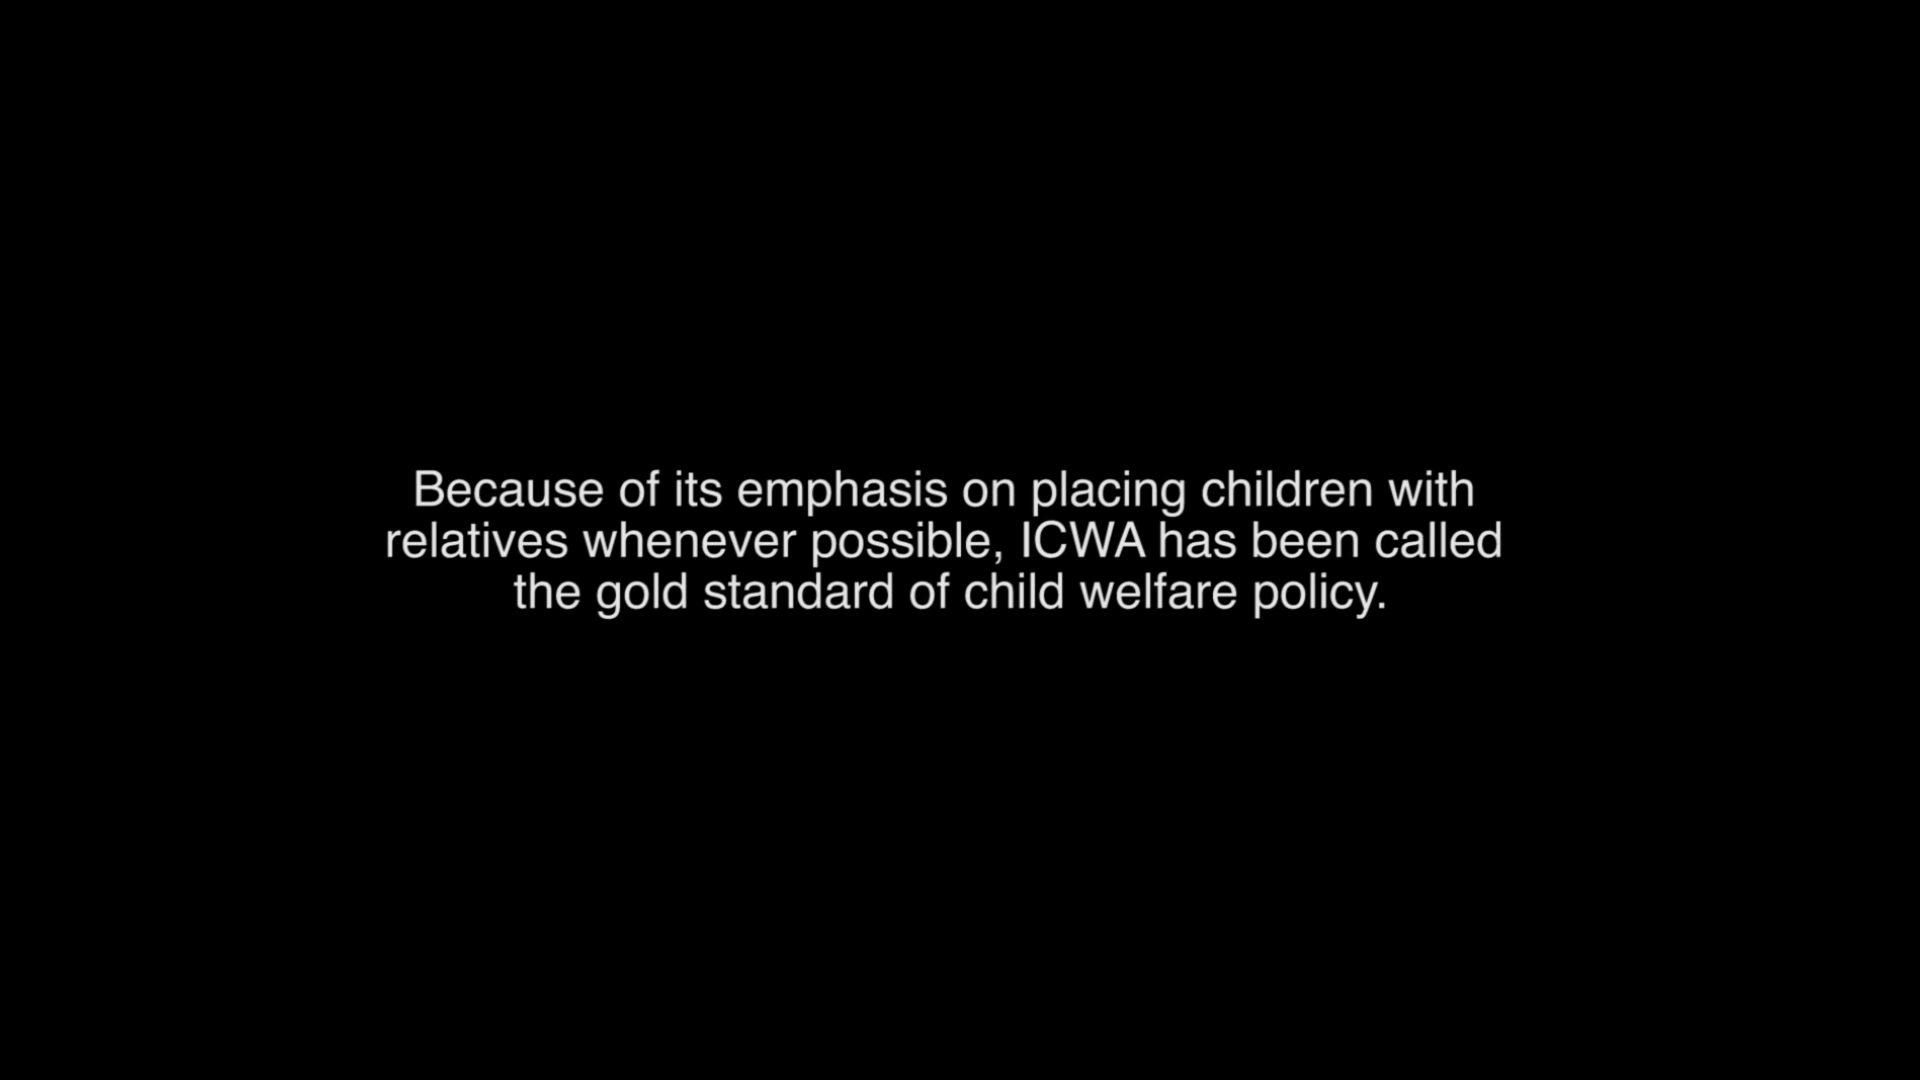 Because of its emphasis on placing children with
relatives whenever possible, ICWA has been called
the gold standard of child welfare policy.